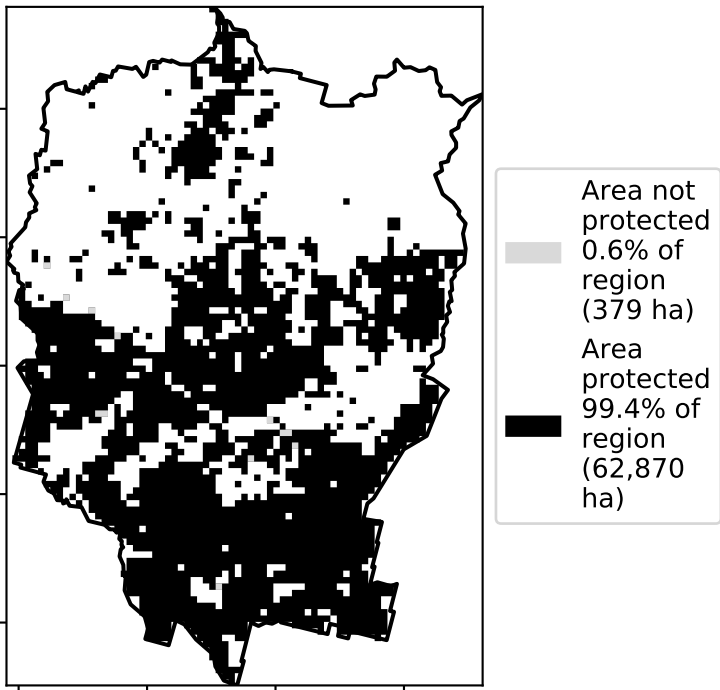 Area not
protected
0.6% of
region
(379 ha)
Area
protected
99.4% of
region
(62,870
ha)